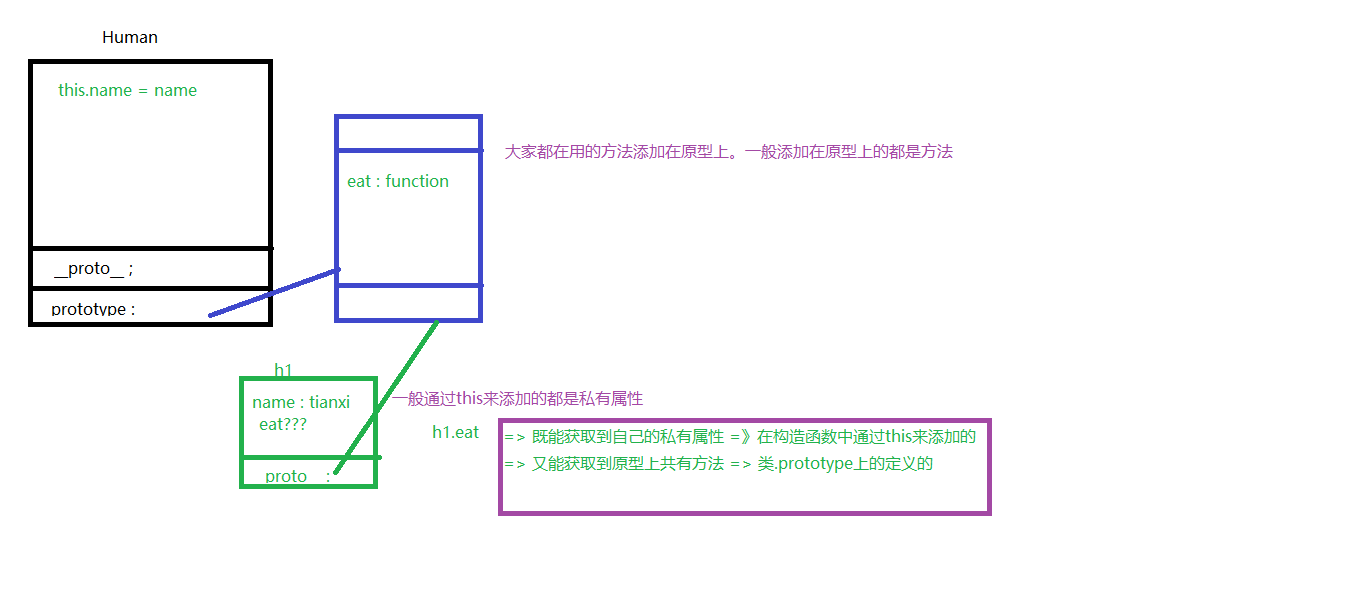 Human
this.name = name
大家都在用的方法添加在原型上。一般添加在原型上的都是方法
eat : function
__proto__ ;
prototype :
h1
一般通过this来添加的都是私有属性
name : tianxi
eat???
h1.eat
=> 既能获取到自己的私有属性 =》在构造函数中通过this来添加的
=> 又能获取到原型上共有方法 => 类.prototype上的定义的
proto :